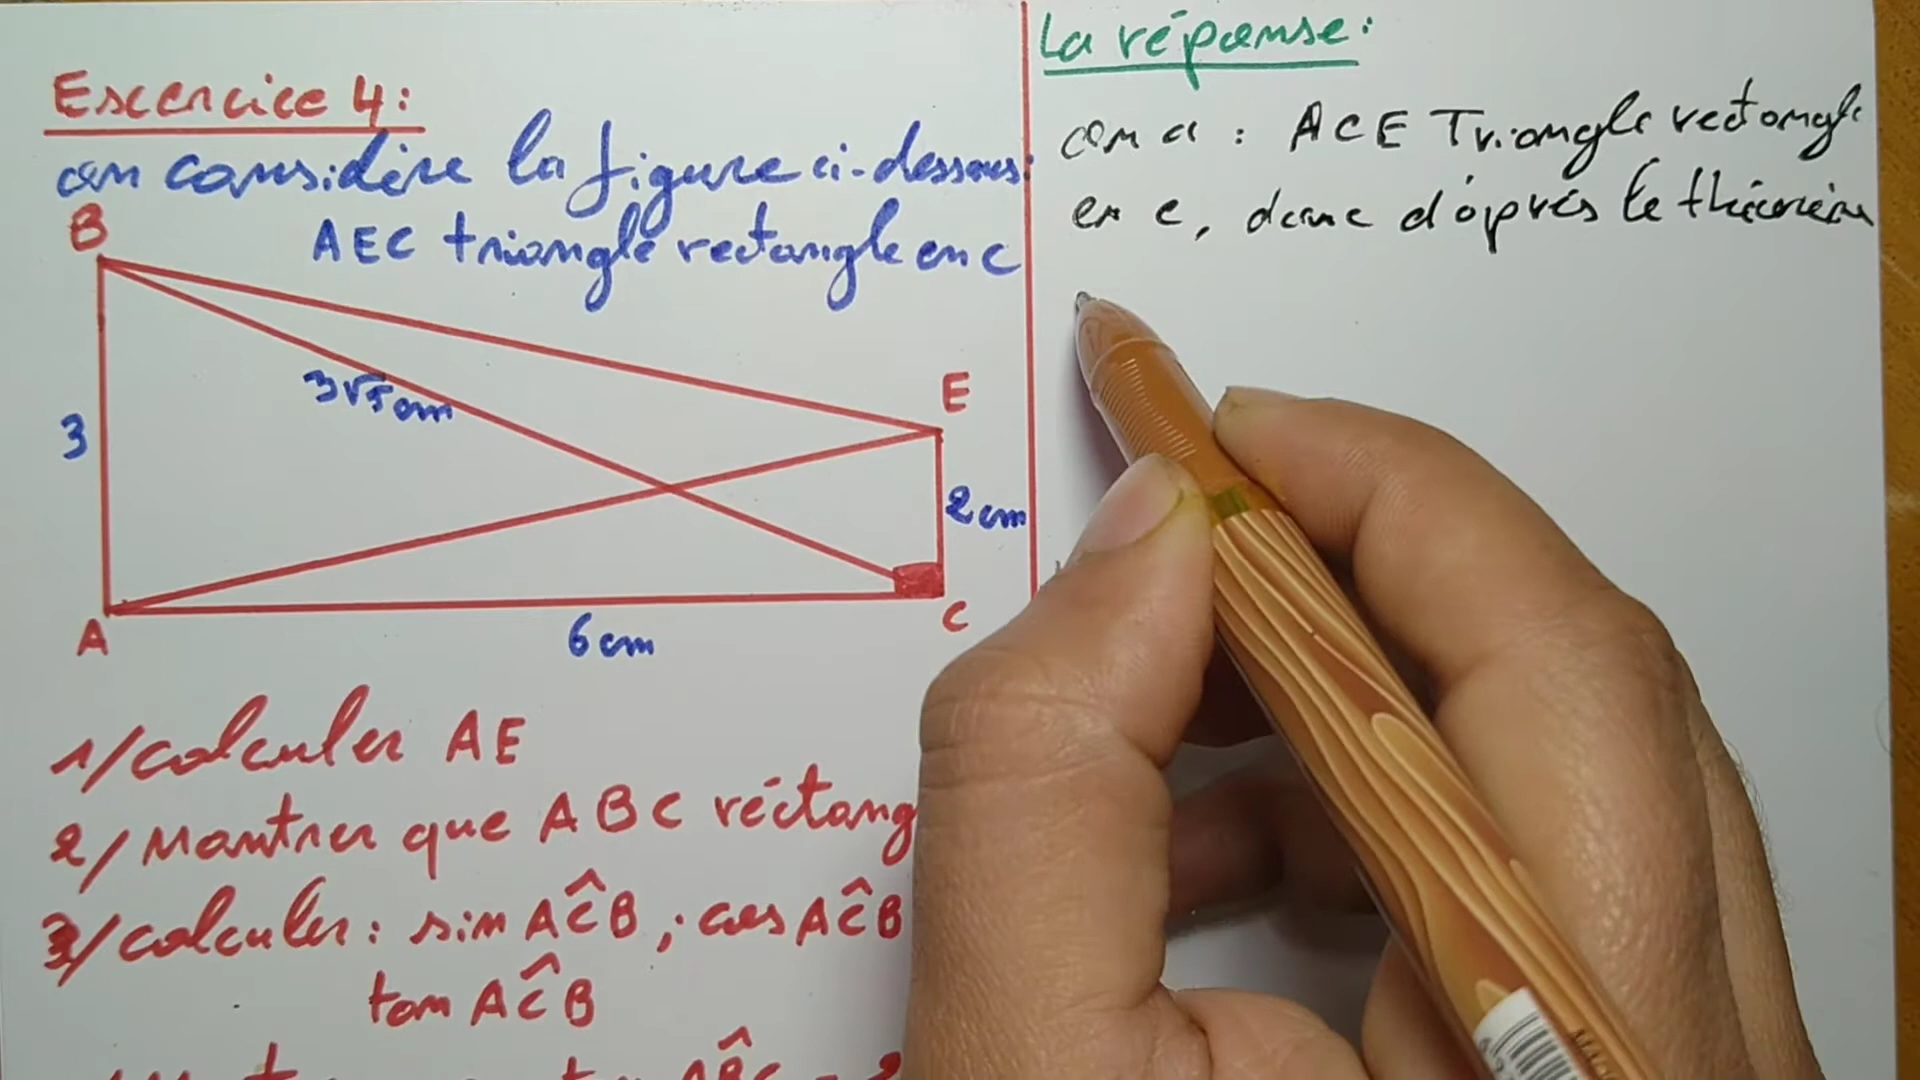 Excercice 4:
on considère la figure ci-dessous:
AEC triangle rectangle en C
B
3√5 cm
E
3
2cm
A
6cm
C
1/calculer AE
2/Montrer que ABC réctang
3/calculer: sin AĈB ; cos AĈB
tan AĈB
La réponse:
on a : ACE Triangle rectangle
en c, donc d'après le théorème